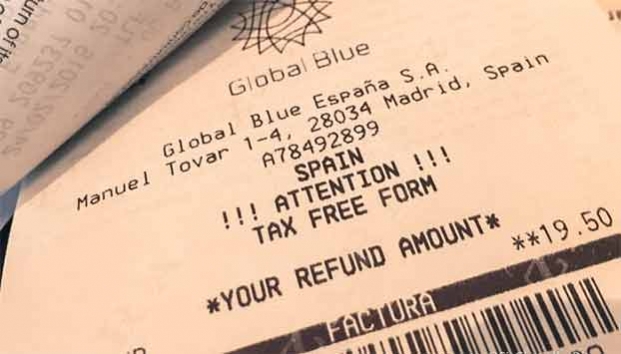 Global Blue
Global Blue España S.A.
Manuel Tovar 1-4, 28034 Madrid, Spain
A78492899
SPAIN
!!! ATTENTION !!!
TAX FREE FORM
*YOUR REFUND AMOUNT* **19.50
FACTURA